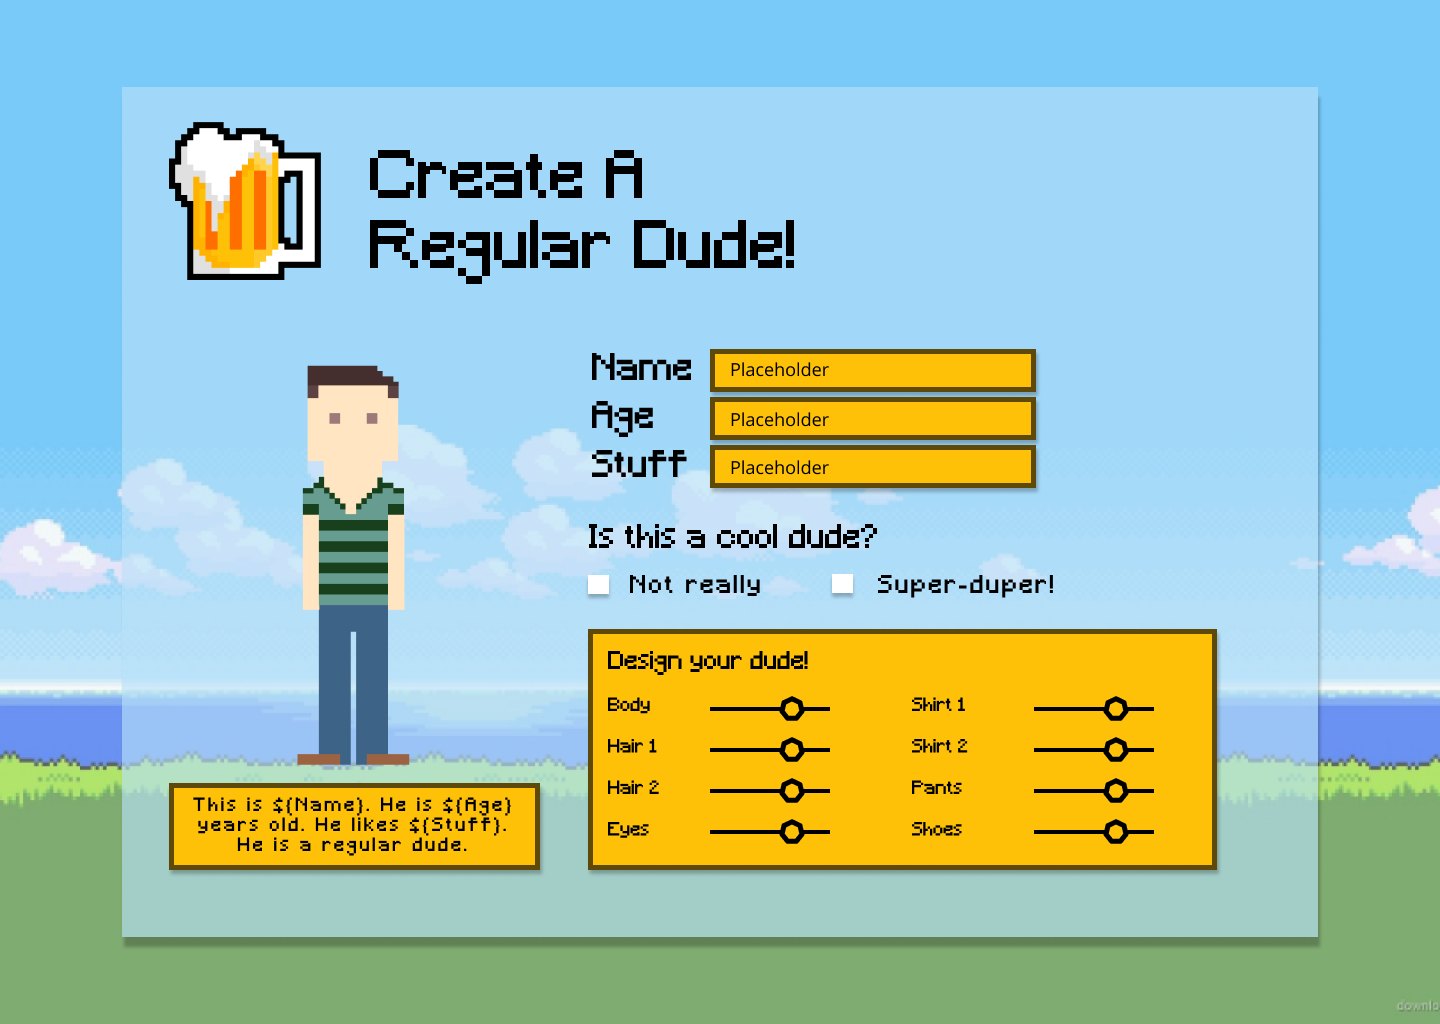 Create A
Regular Dude!
Name
Placeholder
Age
Placeholder
Stuff
Placeholder
Is this a cool dude?
Not really
Super-duper!
Design your dude!
Body
Shirt 1
Hair 1
Shirt 2
Hair 2
Pants
Eyes
Shoes
This is ${Name}. He is ${Age}
years old. He likes ${Stuff}.
He is a regular dude.
downlo